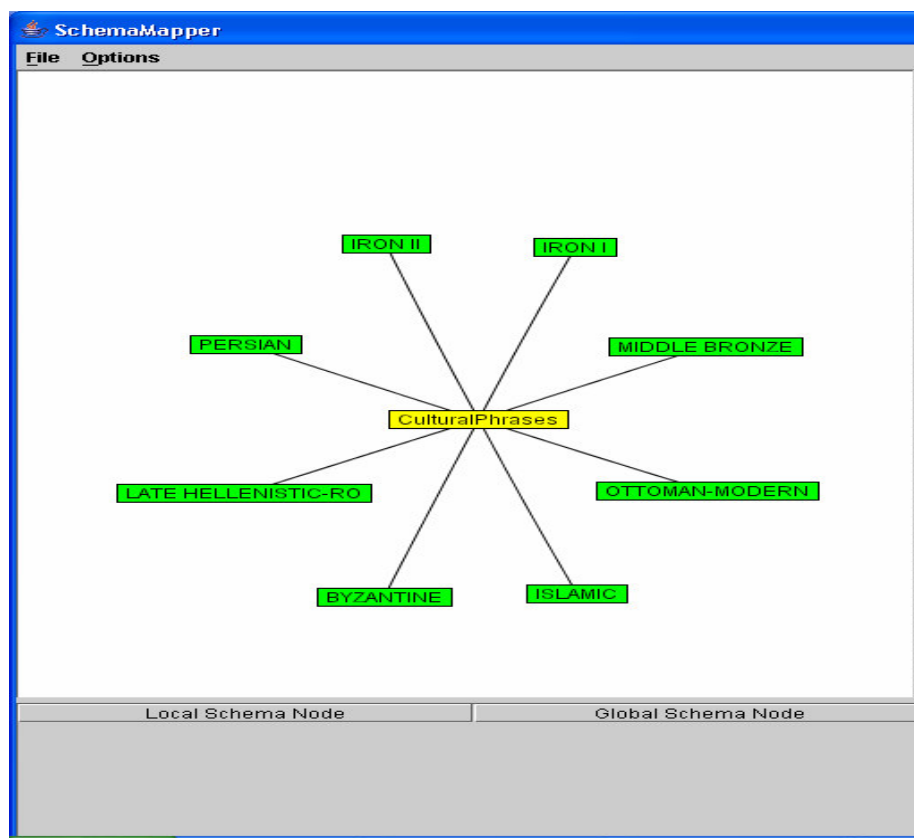 SchemaMapper
File Options
IRON II
IRON I
PERSIAN
MIDDLE BRONZE
CulturalPhrases
LATE HELLENISTIC-RO
OTTOMAN-MODERN
BYZANTINE
ISLAMIC
Local Schema Node
Global Schema Node